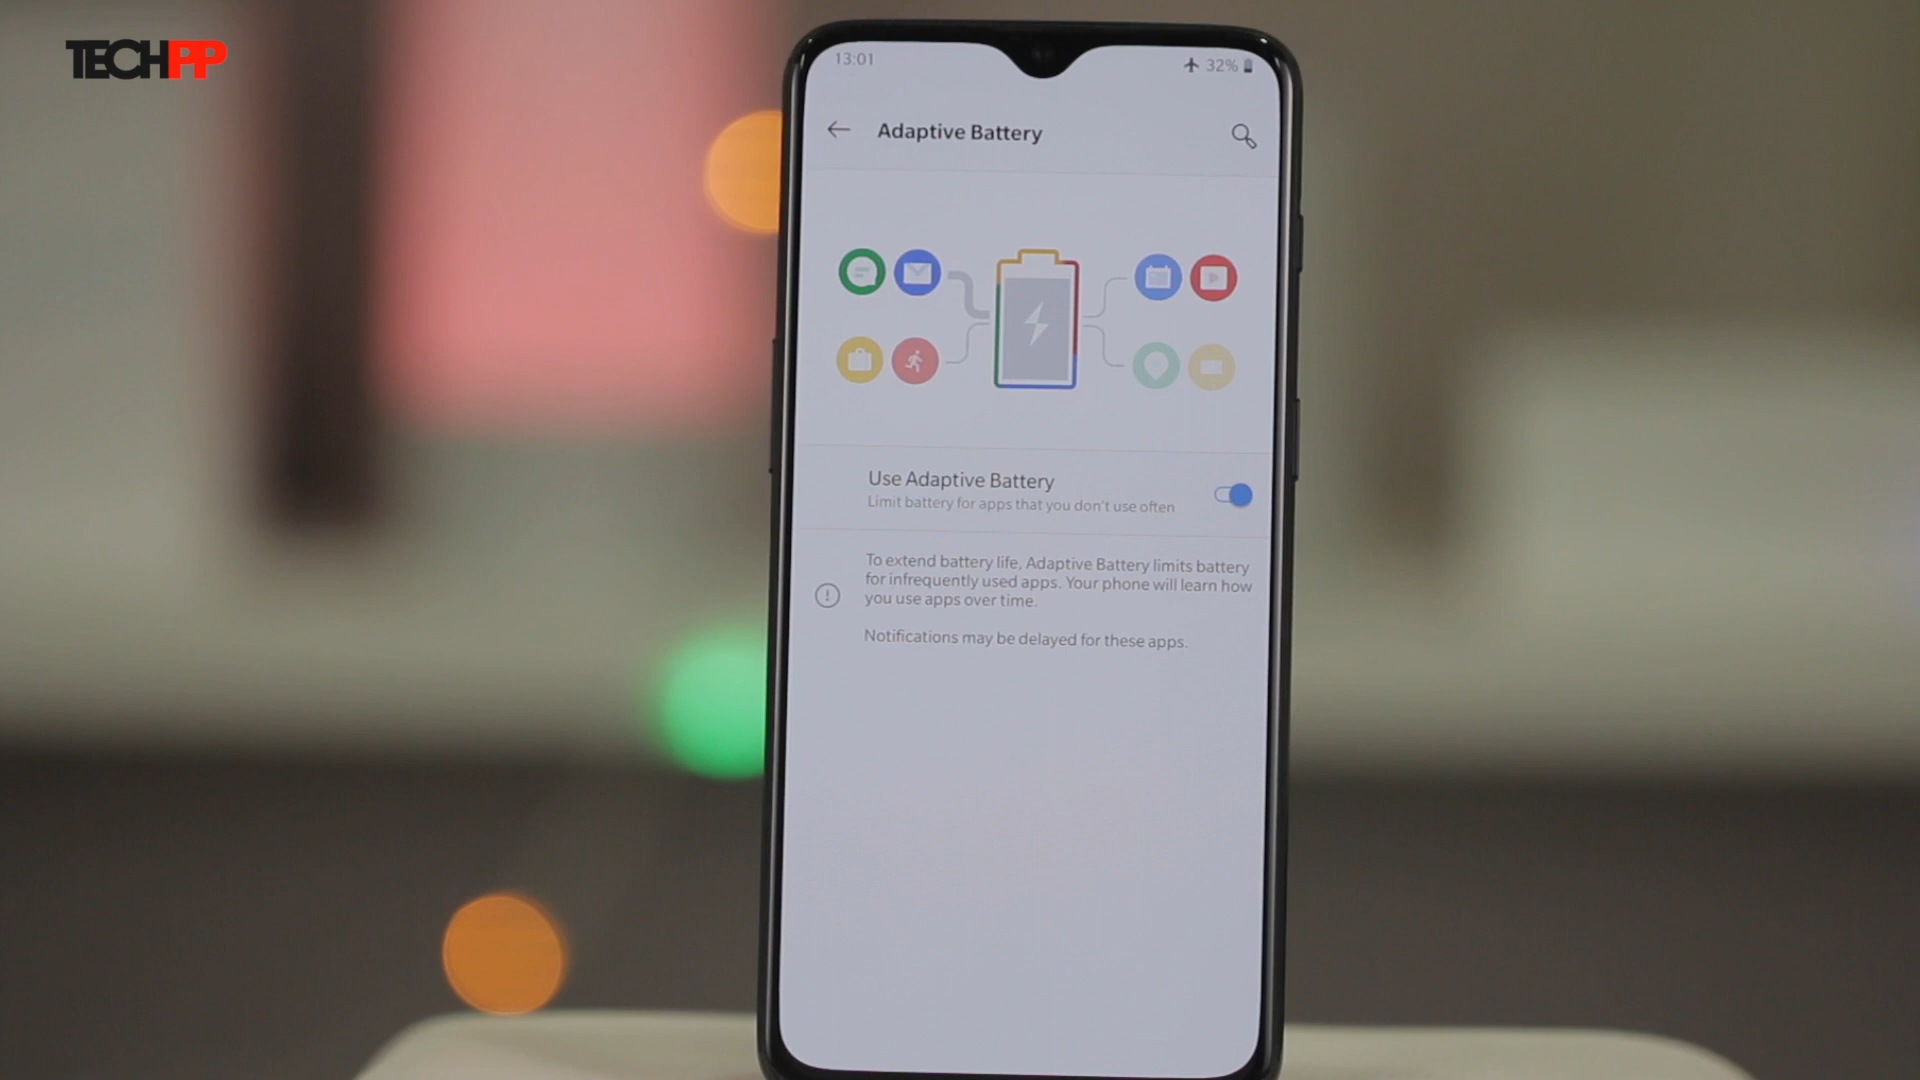 TECHPP
13:01
32%
Adaptive Battery
Use Adaptive Battery
Limit battery for apps that you don't use often
To extend battery life, Adaptive Battery limits battery
for infrequently used apps. Your phone will learn how
you use apps over time.
Notifications may be delayed for these apps.